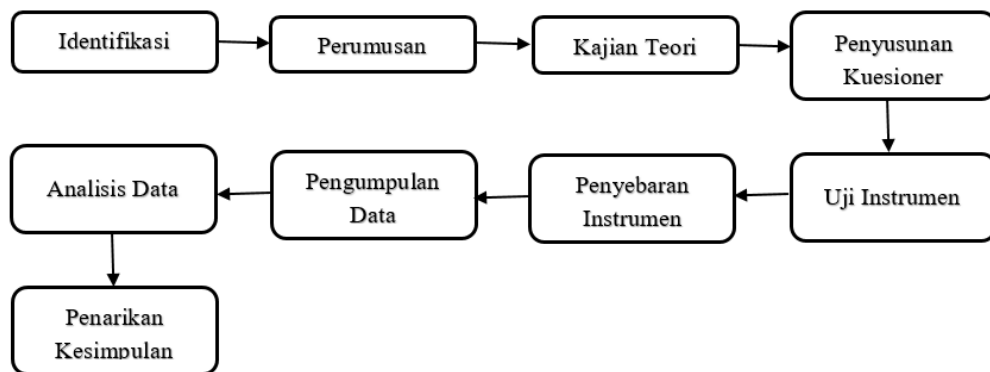 Identifikasi
Perumusan
Kajian Teori
Penyusunan
Kuesioner
Uji Instrumen
Penyebaran
Instrumen
Pengumpulan
Data
Analisis Data
Penarikan
Kesimpulan